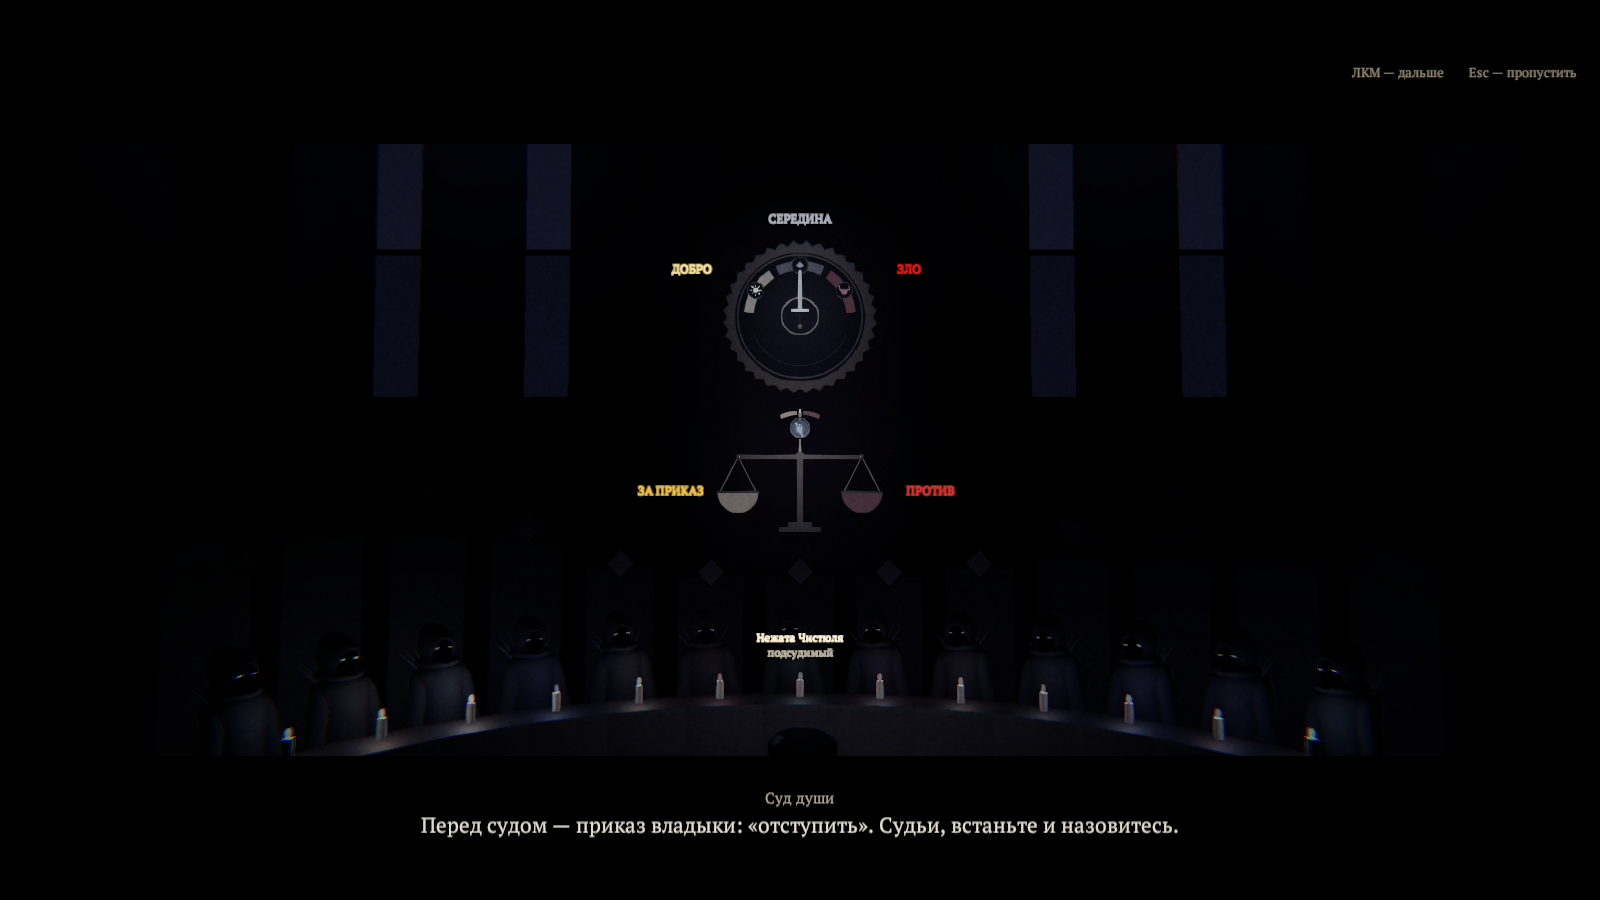 ЛКМ — дальше Esc — пропустить
СЕРЕДИНА
ДОБРО
ЗЛО
ЗА ПРИКАЗ
ПРОТИВ
Нежата Чистюля
подсудимый
Суд души
Перед судом — приказ владыки: «отступить». Судьи, встаньте и назовитесь.